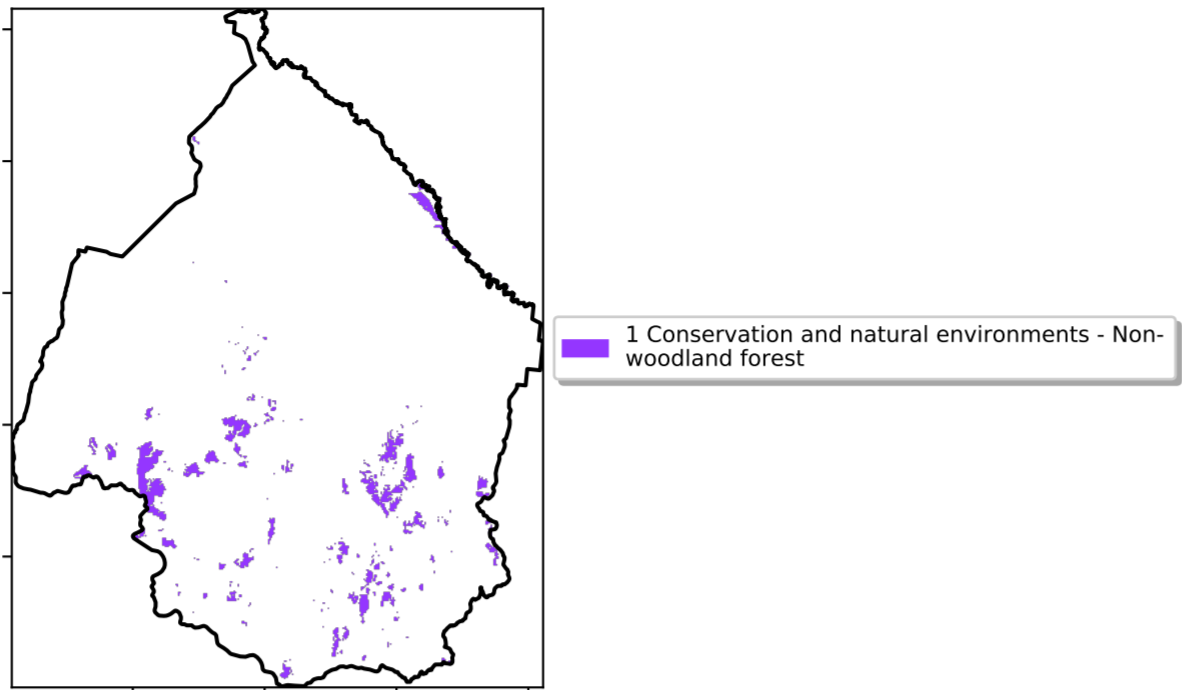 1 Conservation and natural environments - Non-
woodland forest